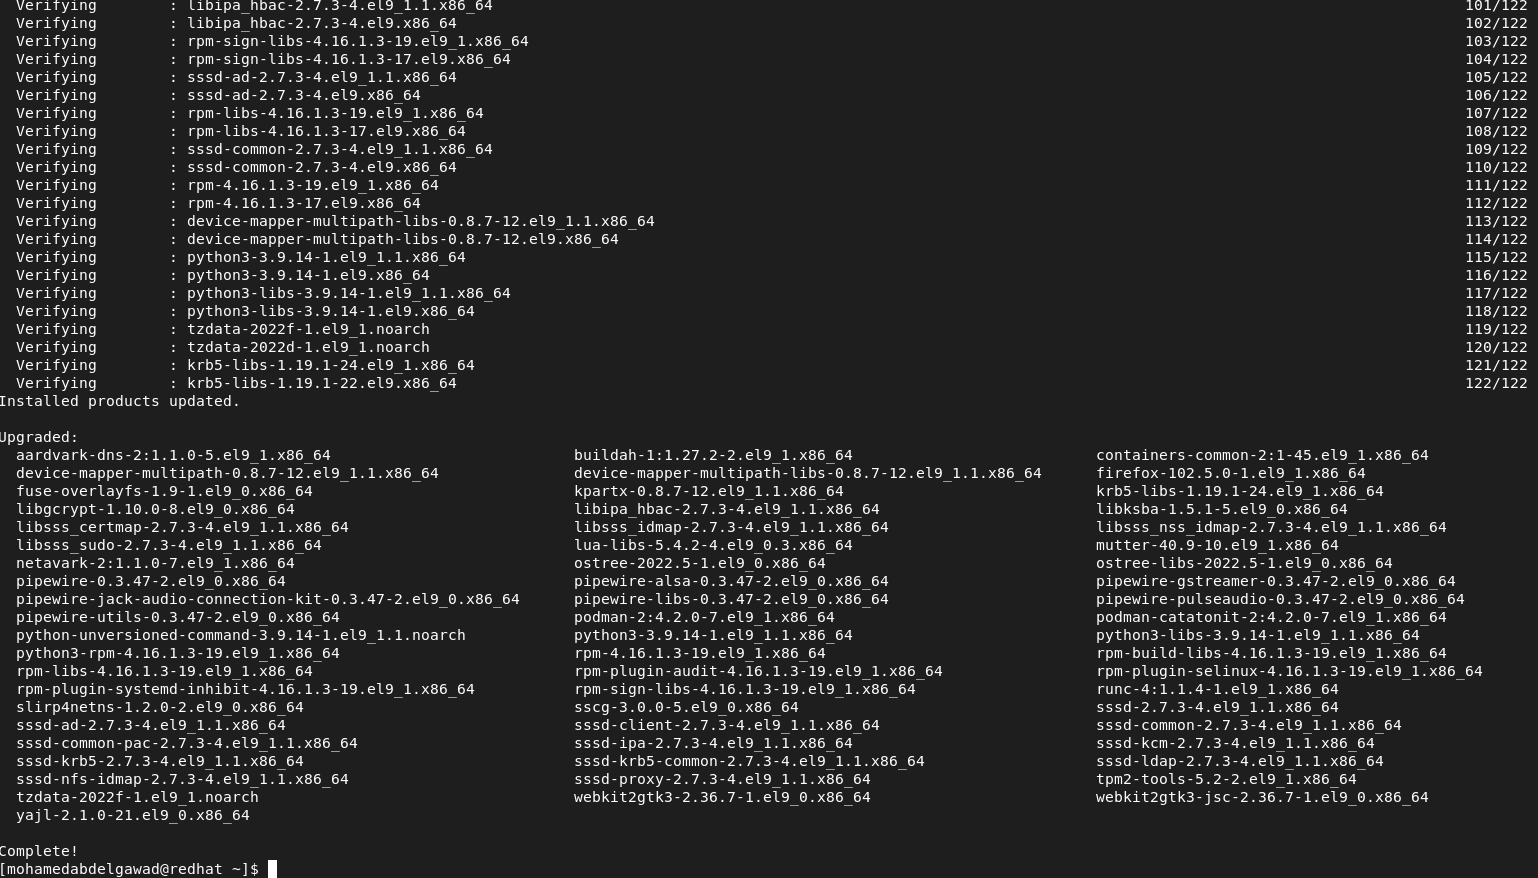 Verifying : libipa_hbac-2.7.3-4.el9_1.1.x86_64 101/122
Verifying : libipa_hbac-2.7.3-4.el9.x86_64 102/122
Verifying : rpm-sign-libs-4.16.1.3-19.el9_1.x86_64 103/122
Verifying : rpm-sign-libs-4.16.1.3-17.el9.x86_64 104/122
Verifying : sssd-ad-2.7.3-4.el9_1.1.x86_64 105/122
Verifying : sssd-ad-2.7.3-4.el9.x86_64 106/122
Verifying : rpm-libs-4.16.1.3-19.el9_1.x86_64 107/122
Verifying : rpm-libs-4.16.1.3-17.el9.x86_64 108/122
Verifying : sssd-common-2.7.3-4.el9_1.1.x86_64 109/122
Verifying : sssd-common-2.7.3-4.el9.x86_64 110/122
Verifying : rpm-4.16.1.3-19.el9_1.x86_64 111/122
Verifying : rpm-4.16.1.3-17.el9.x86_64 112/122
Verifying : device-mapper-multipath-libs-0.8.7-12.el9_1.1.x86_64 113/122
Verifying : device-mapper-multipath-libs-0.8.7-12.el9.x86_64 114/122
Verifying : python3-3.9.14-1.el9_1.1.x86_64 115/122
Verifying : python3-3.9.14-1.el9.x86_64 116/122
Verifying : python3-libs-3.9.14-1.el9_1.1.x86_64 117/122
Verifying : python3-libs-3.9.14-1.el9.x86_64 118/122
Verifying : tzdata-2022f-1.el9_1.noarch 119/122
Verifying : tzdata-2022d-1.el9_1.noarch 120/122
Verifying : krb5-libs-1.19.1-24.el9_1.x86_64 121/122
Verifying : krb5-libs-1.19.1-22.el9.x86_64 122/122
Installed products updated.
Upgraded:
aardvark-dns-2:1.1.0-5.el9_1.x86_64 buildah-1:1.27.2-2.el9_1.x86_64 containers-common-2:1-45.el9_1.x86_64
device-mapper-multipath-0.8.7-12.el9_1.1.x86_64 device-mapper-multipath-libs-0.8.7-12.el9_1.1.x86_64 firefox-102.5.0-1.el9_1.x86_64
fuse-overlayfs-1.9-1.el9_0.x86_64 kpartx-0.8.7-12.el9_1.1.x86_64 krb5-libs-1.19.1-24.el9_1.x86_64
libgcrypt-1.10.0-8.el9_0.x86_64 libipa_hbac-2.7.3-4.el9_1.1.x86_64 libksba-1.5.1-5.el9_0.x86_64
libsss_certmap-2.7.3-4.el9_1.1.x86_64 libsss_idmap-2.7.3-4.el9_1.1.x86_64 libsss_nss_idmap-2.7.3-4.el9_1.1.x86_64
libsss_sudo-2.7.3-4.el9_1.1.x86_64 lua-libs-5.4.2-4.el9_0.3.x86_64 mutter-40.9-10.el9_1.x86_64
netavark-2:1.1.0-7.el9_1.x86_64 ostree-2022.5-1.el9_0.x86_64 ostree-libs-2022.5-1.el9_0.x86_64
pipewire-0.3.47-2.el9_0.x86_64 pipewire-alsa-0.3.47-2.el9_0.x86_64 pipewire-gstreamer-0.3.47-2.el9_0.x86_64
pipewire-jack-audio-connection-kit-0.3.47-2.el9_0.x86_64 pipewire-libs-0.3.47-2.el9_0.x86_64 pipewire-pulseaudio-0.3.47-2.el9_0.x86_64
pipewire-utils-0.3.47-2.el9_0.x86_64 podman-2:4.2.0-7.el9_1.x86_64 podman-catatonit-2:4.2.0-7.el9_1.x86_64
python-unversioned-command-3.9.14-1.el9_1.1.noarch python3-3.9.14-1.el9_1.1.x86_64 python3-libs-3.9.14-1.el9_1.1.x86_64
python3-rpm-4.16.1.3-19.el9_1.x86_64 rpm-4.16.1.3-19.el9_1.x86_64 rpm-build-libs-4.16.1.3-19.el9_1.x86_64
rpm-libs-4.16.1.3-19.el9_1.x86_64 rpm-plugin-audit-4.16.1.3-19.el9_1.x86_64 rpm-plugin-selinux-4.16.1.3-19.el9_1.x86_64
rpm-plugin-systemd-inhibit-4.16.1.3-19.el9_1.x86_64 rpm-sign-libs-4.16.1.3-19.el9_1.x86_64 runc-4:1.1.4-1.el9_1.x86_64
slirp4netns-1.2.0-2.el9_0.x86_64 sscg-3.0.0-5.el9_0.x86_64 sssd-2.7.3-4.el9_1.1.x86_64
sssd-ad-2.7.3-4.el9_1.1.x86_64 sssd-client-2.7.3-4.el9_1.1.x86_64 sssd-common-2.7.3-4.el9_1.1.x86_64
sssd-common-pac-2.7.3-4.el9_1.1.x86_64 sssd-ipa-2.7.3-4.el9_1.1.x86_64 sssd-kcm-2.7.3-4.el9_1.1.x86_64
sssd-krb5-2.7.3-4.el9_1.1.x86_64 sssd-krb5-common-2.7.3-4.el9_1.1.x86_64 sssd-ldap-2.7.3-4.el9_1.1.x86_64
sssd-nfs-idmap-2.7.3-4.el9_1.1.x86_64 sssd-proxy-2.7.3-4.el9_1.1.x86_64 tpm2-tools-5.2-2.el9_1.x86_64
tzdata-2022f-1.el9_1.noarch webkit2gtk3-2.36.7-1.el9_0.x86_64 webkit2gtk3-jsc-2.36.7-1.el9_0.x86_64
yajl-2.1.0-21.el9_0.x86_64
Complete!
[mohamedabdelgawad@redhat ~]$